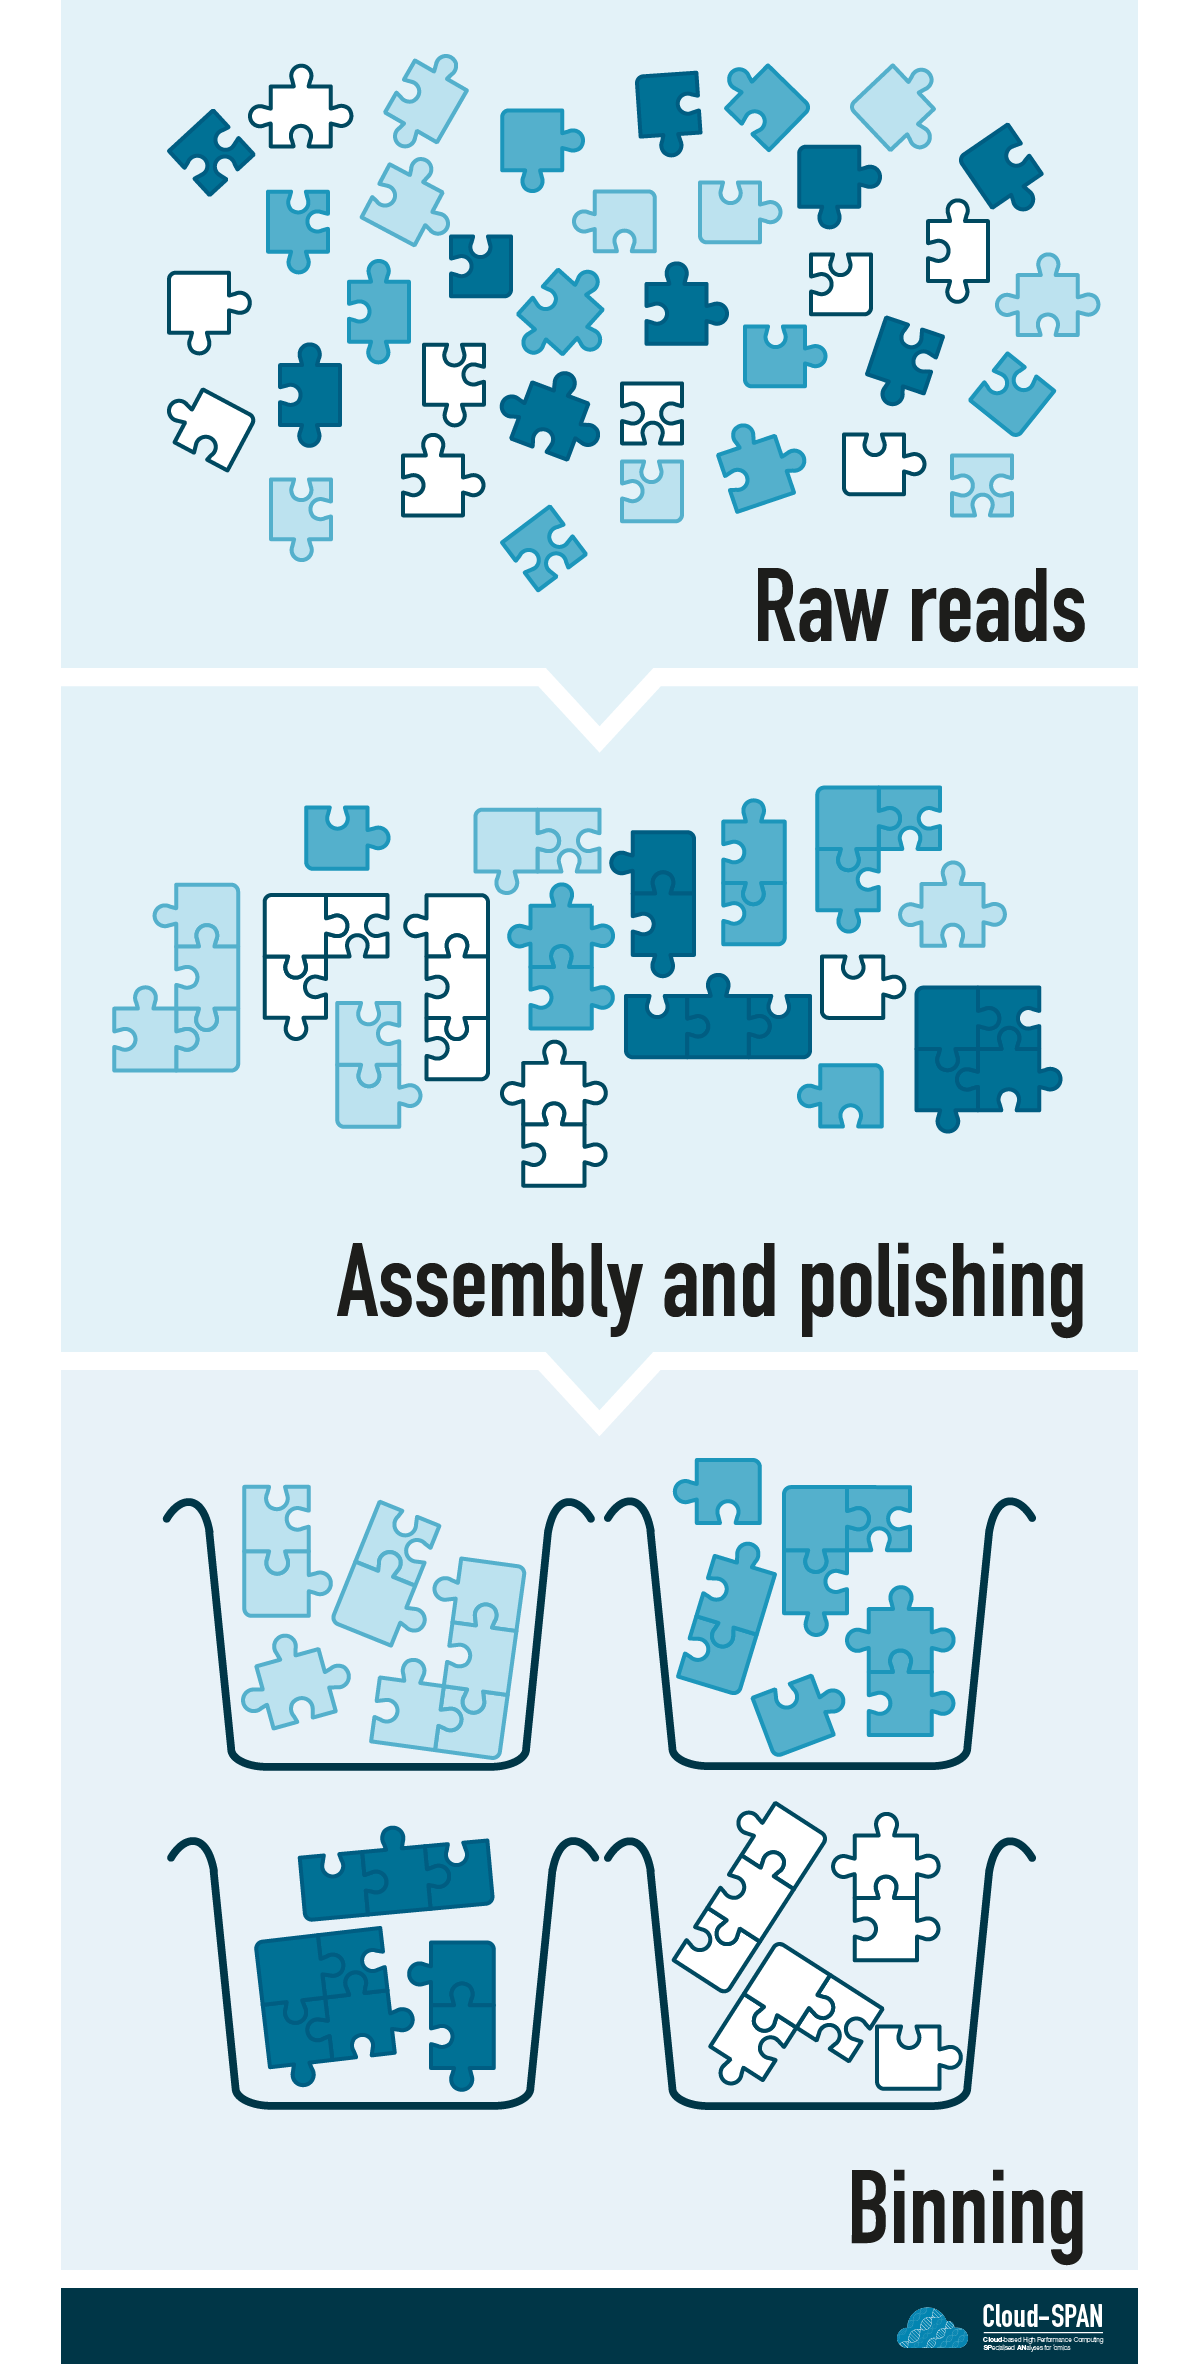 Raw reads
Assembly and polishing
Binning
Cloud-SPAN
Cloud-based High Performance Computing
SPecialised ANalyses for 'omics